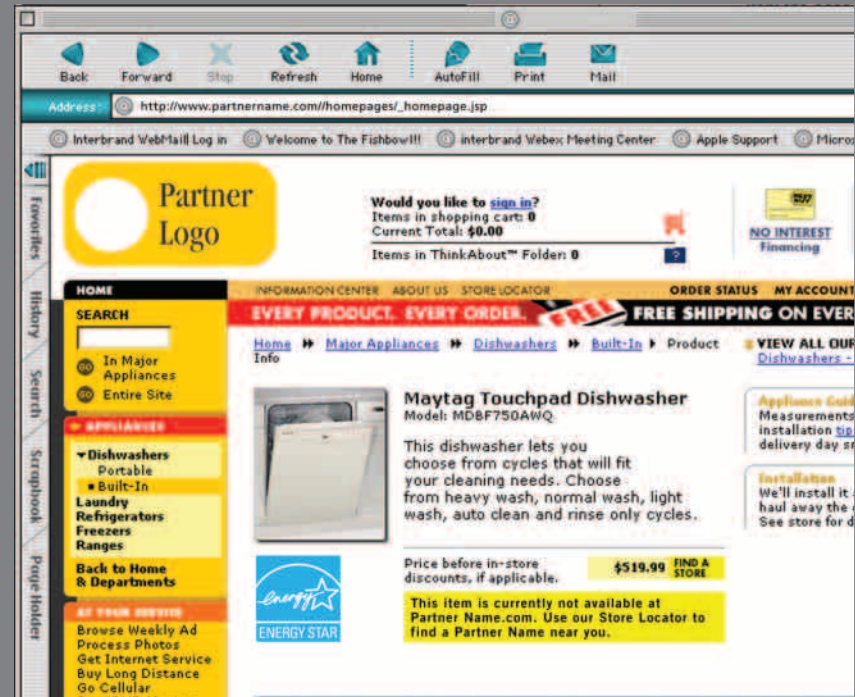 Back Forward Stop Refresh Home AutoFill Print Mail
Address: http://www.partnername.com//homepages/_homepage.jsp
Interbrand WebMail| Log in Welcome to The Fishbowl!!! interbrand Webex Meeting Center Apple Support
Favorites
History
Search
Scrapbook
Page Holder
Partner
Logo
Would you like to sign in?
Items in shopping cart: 0
Current Total: $0.00
Items in ThinkAbout™ Folder: 0
?
NO INTEREST
Financing
HOME
INFORMATION CENTER ABOUT US STORE LOCATOR ORDER STATUS MY ACCOUNT
EVERY PRODUCT. EVERY ORDER. FREE FREE SHIPPING ON EVER
SEARCH
GO In Major
Appliances
GO Entire Site
APPLIANCES
Dishwashers
Portable
Built-In
Laundry
Refrigerators
Freezers
Ranges
Back to Home
& Departments
AT YOUR SERVICE
Browse Weekly Ad
Process Photos
Get Internet Service
Buy Long Distance
Go Cellular
Home Major Appliances Dishwashers Built-In Product
Info
VIEW ALL OUR
Dishwashers -
Maytag Touchpad Dishwasher
Model: MDBF750AWQ
This dishwasher lets you
choose from cycles that will fit
your cleaning needs. Choose
from heavy wash, normal wash, light
wash, auto clean and rinse only cycles.
Appliance Guid
Measurements
installation tip
delivery day
Installation
We'll install it
haul away the
See store for d
energy
ENERGY STAR
Price before in-store
discounts, if applicable.
$519.99 FIND A
STORE
This item is currently not available at
Partner Name.com. Use our Store Locator to
find a Partner Name near you.